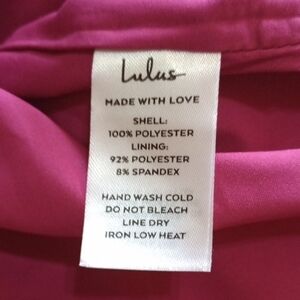 Lulus
MADE WITH LOVE
SHELL:
100% POLYESTER
LINING:
92% POLYESTER
8% SPANDEX
HAND WASH COLD
DO NOT BLEACH
LINE DRY
IRON LOW HEAT